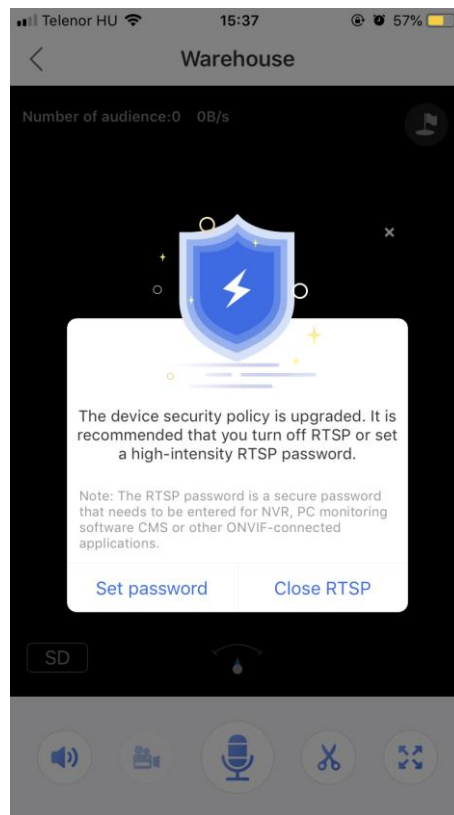 Telenor HU 15:37 57%
Warehouse
Number of audience:0 0B/s
The device security policy is upgraded. It is
recommended that you turn off RTSP or set
a high-intensity RTSP password.
Note: The RTSP password is a secure password
that needs to be entered for NVR, PC monitoring
software CMS or other ONVIF-connected
applications.
Set password Close RTSP
SD